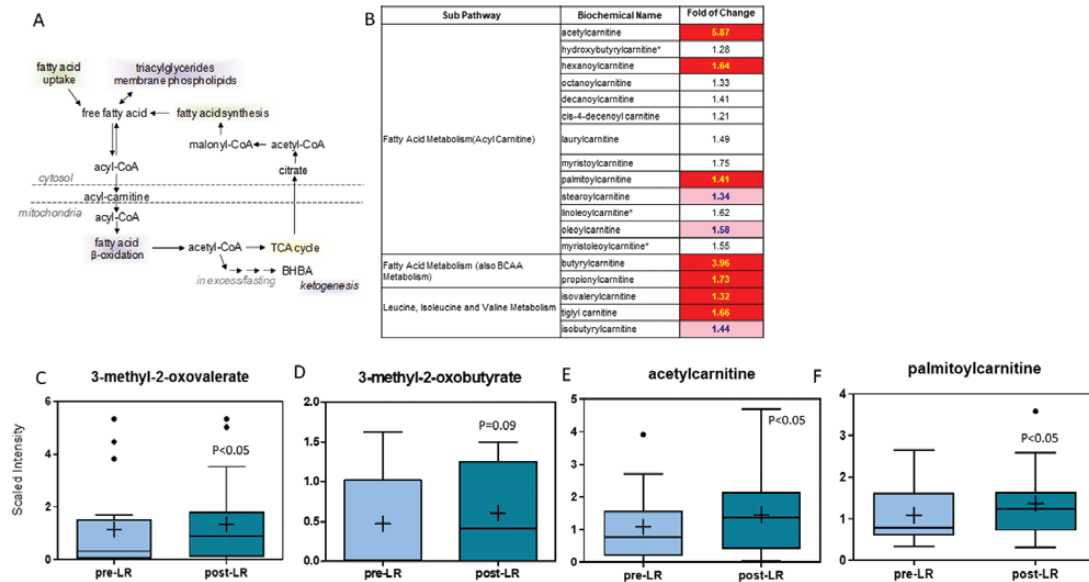 A
fatty acid
uptake
triacylglycerides
membrane phospholipids
free fatty acid
fatty acid synthesis
malonyl-CoA
acetyl-CoA
acyl-CoA
citrate
cytosol
acyl-carnitine
mitochondria
acyl-CoA
fatty acid
β-oxidation
acetyl-CoA
TCA cycle
BHBA
in excess/fasting
ketogenesis
B
Sub Pathway Biochemical Name Fold of Change
Fatty Acid Metabolism(Acyl Carnitine)
acetylcarnitine 5.87
hydroxybutyrylcarnitine* 1.28
hexanoylcarnitine 1.64
octanoylcarnitine 1.33
decanoylcarnitine 1.41
cis-4-decenoyl carnitine 1.21
laurylcarnitine 1.49
myristoylcarnitine 1.75
palmitoylcarnitine 1.41
stearoylcarnitine 1.34
linoleoylcarnitine* 1.62
oleoylcarnitine 1.58
myristoleoylcarnitine* 1.55
Fatty Acid Metabolism (also BCAA
Metabolism)
butyrylcarnitine 3.96
propionylcarnitine 1.73
Leucine, Isoleucine and Valine Metabolism
isovalerylcarnitine 1.32
tiglyl carnitine 1.66
isobutyrylcarnitine 1.44
C
3-methyl-2-oxovalerate
Scaled Intensity
6
4
2
0
P<0.05
pre-LR post-LR
D
3-methyl-2-oxobutyrate
2.0
1.5
1.0
0.5
0.0
P=0.09
pre-LR post-LR
E
acetylcarnitine
5
4
3
2
1
0
P<0.05
pre-LR post-LR
F
palmitoylcarnitine
4
3
2
1
0
P<0.05
pre-LR post-LR